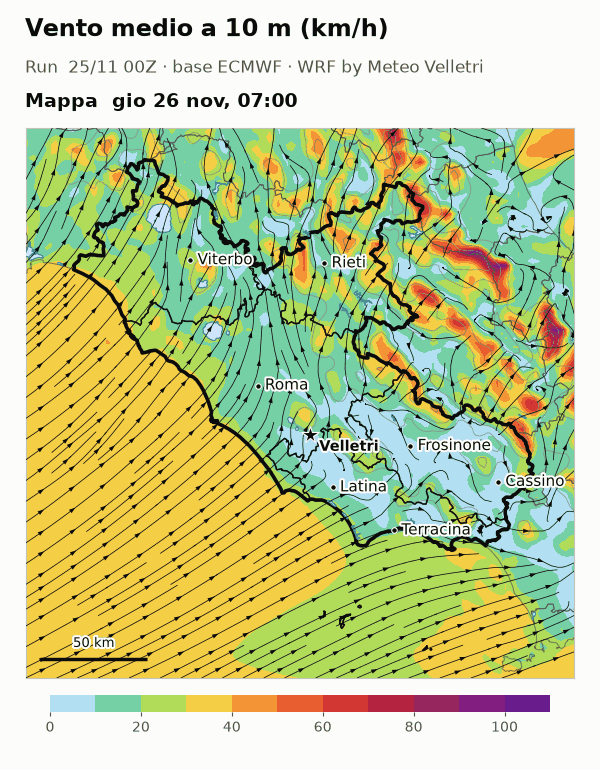 Vento medio a 10 m (km/h)
Run  25/11 00Z · base ECMWF · WRF by Meteo Velletri
Mappa  gio 26 nov, 07:00
Viterbo
Rieti
Roma
Velletri
Frosinone
Cassino
Latina
Terracina
50 km
0 20 40 60 80 100